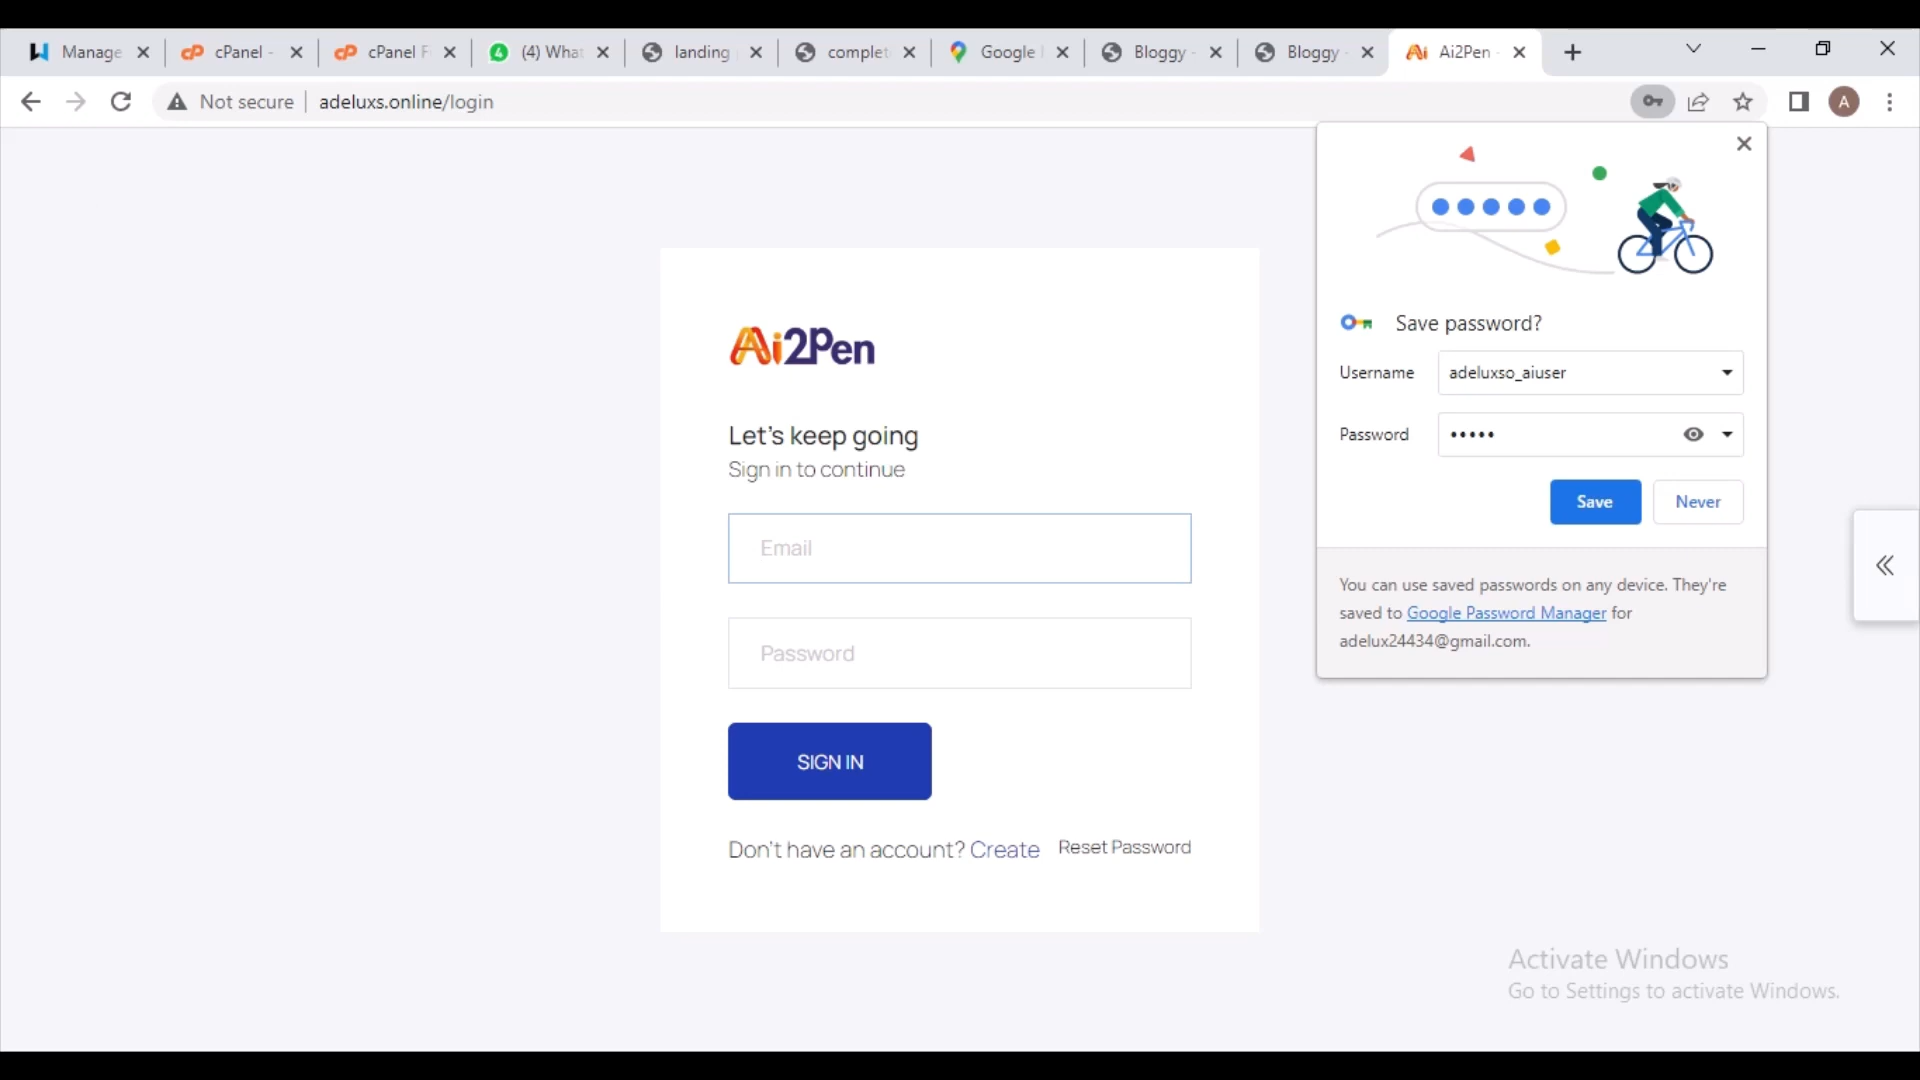 Manage
cPanel -
cPanel F
(4) What
landing
complet
Google
Bloggy -
Bloggy -
Ai2Pen -
Not secure
adeluxs.online/login
A
Save password?
Username
adeluxso_aiuser
Password
•••••
Save
Never
You can use saved passwords on any device. They're
saved to Google Password Manager for
adelux24434@gmail.com.
Ai2Pen
Let's keep going
Sign in to continue
Email
Password
SIGN IN
Don't have an account? Create
Reset Password
Activate Windows
Go to Settings to activate Windows.